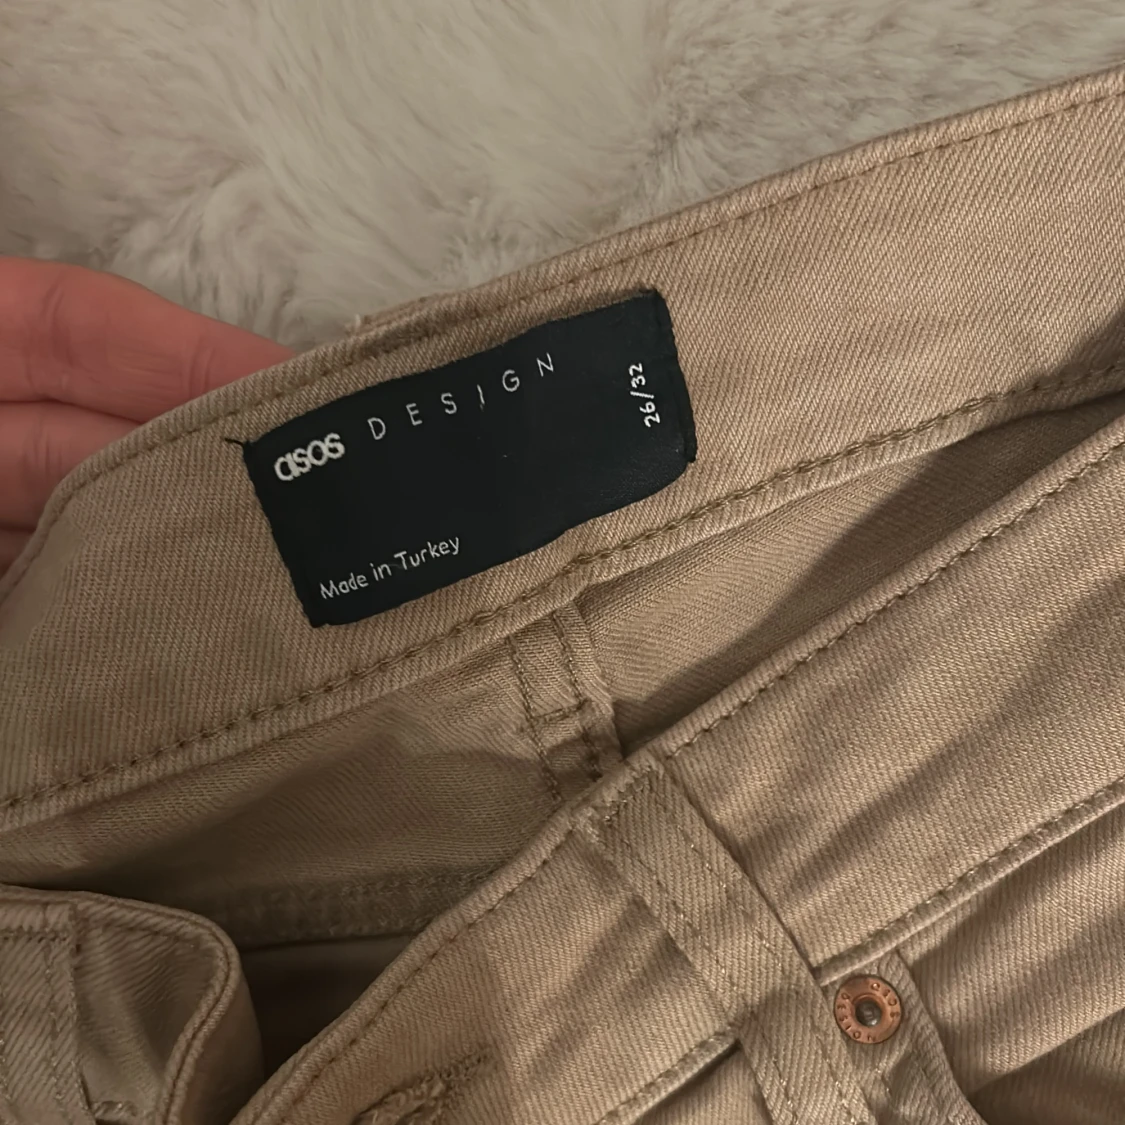 asos DESIGN
26/32
Made in Turkey